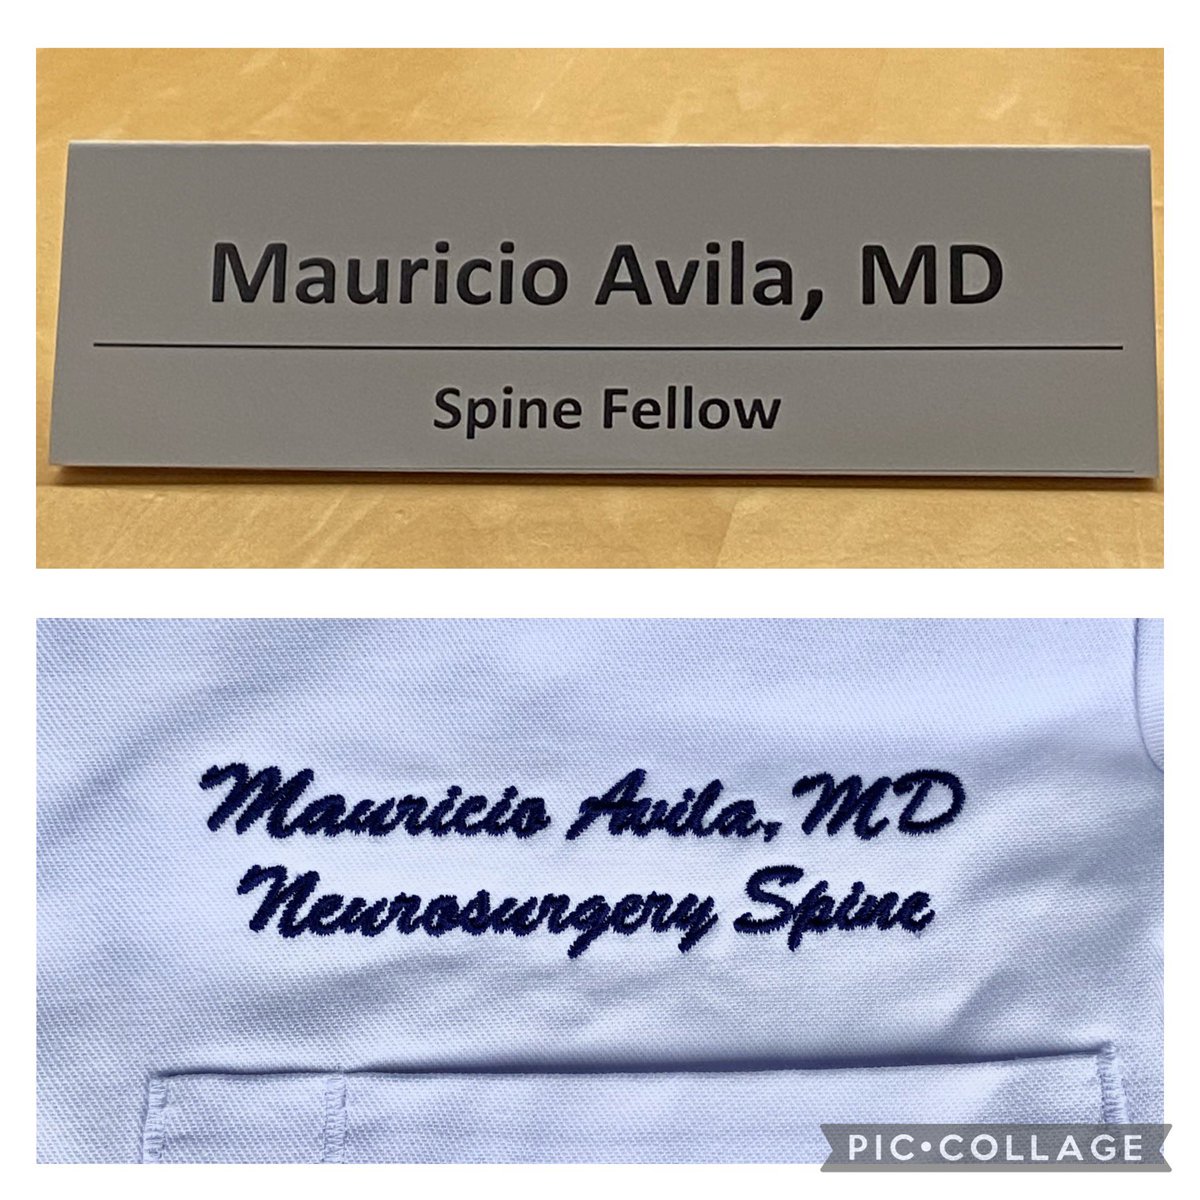 Mauricio Avila, MD
Spine Fellow
Mauricio Avila, MD
Neurosurgery Spine
PIC•COLLAGE